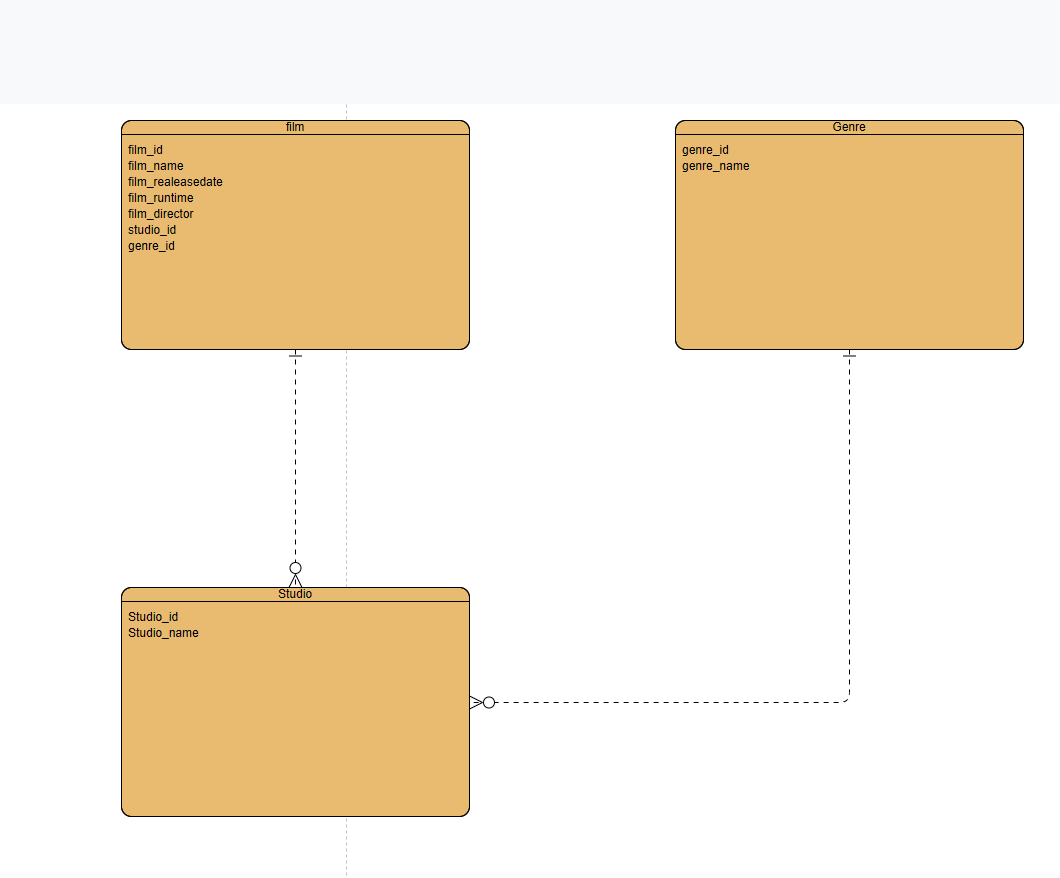 film
film_id
film_name
film_realeasedate
film_runtime
film_director
studio_id
genre_id
Genre
genre_id
genre_name
Studio
Studio_id
Studio_name